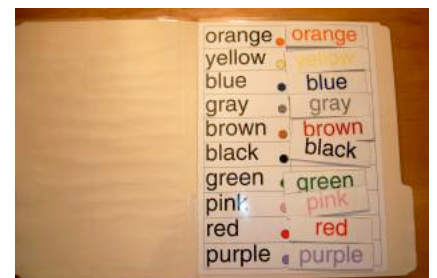 orange orange
yellow yellow
blue blue
gray gray
brown brown
black black
green green
pink pink
red red
purple purple